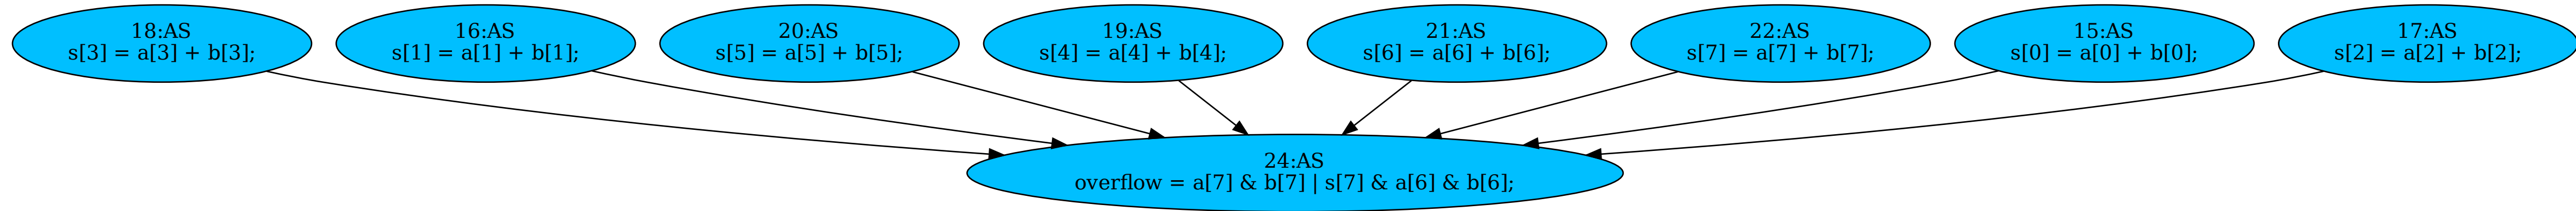 18:AS
s[3] = a[3] + b[3];
16:AS
s[1] = a[1] + b[1];
20:AS
s[5] = a[5] + b[5];
19:AS
s[4] = a[4] + b[4];
21:AS
s[6] = a[6] + b[6];
22:AS
s[7] = a[7] + b[7];
15:AS
s[0] = a[0] + b[0];
17:AS
s[2] = a[2] + b[2];
24:AS
overflow = a[7] & b[7] | s[7] & a[6] & b[6];